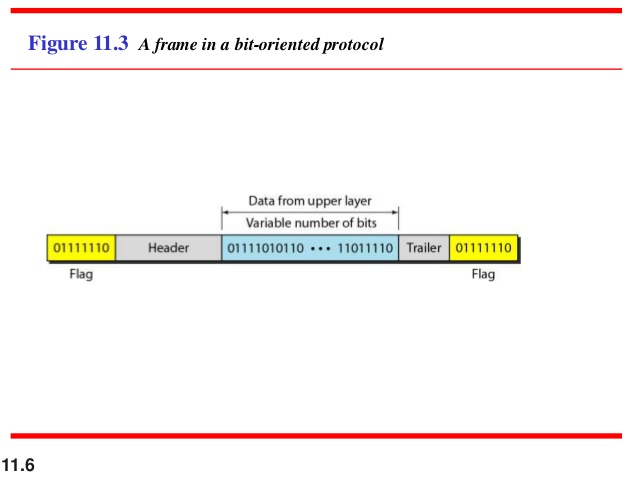 Figure 11.3 A frame in a bit-oriented protocol
Data from upper layer
Variable number of bits
01111110 Header 01111010110 ••• 11011110 Trailer 01111110
Flag Flag
11.6